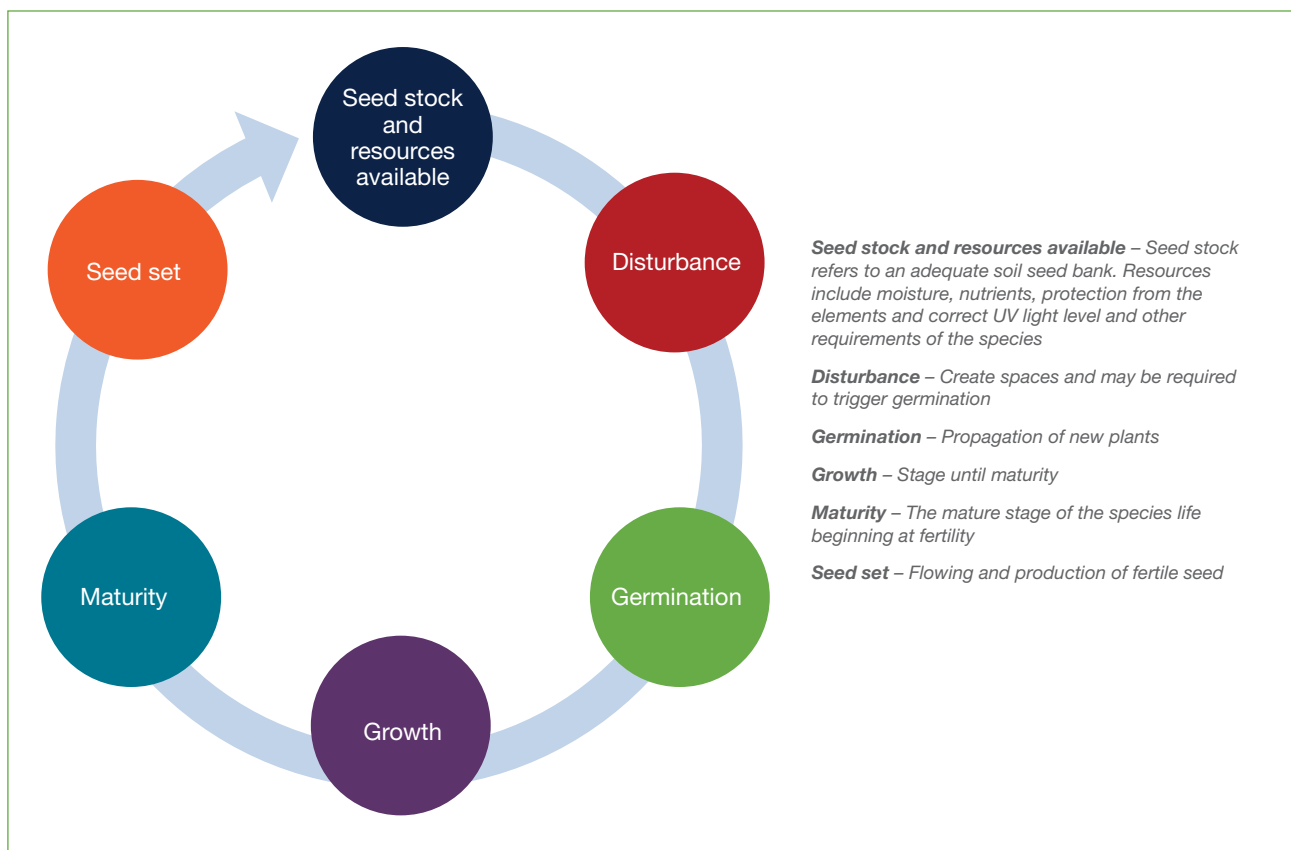 Seed stock
and
resources
available
Disturbance
Germination
Growth
Maturity
Seed set
Seed stock and resources available – Seed stock
refers to an adequate soil seed bank. Resources
include moisture, nutrients, protection from the
elements and correct UV light level and other
requirements of the species
Disturbance – Create spaces and may be required
to trigger germination
Germination – Propagation of new plants
Growth – Stage until maturity
Maturity – The mature stage of the species life
beginning at fertility
Seed set – Flowing and production of fertile seed